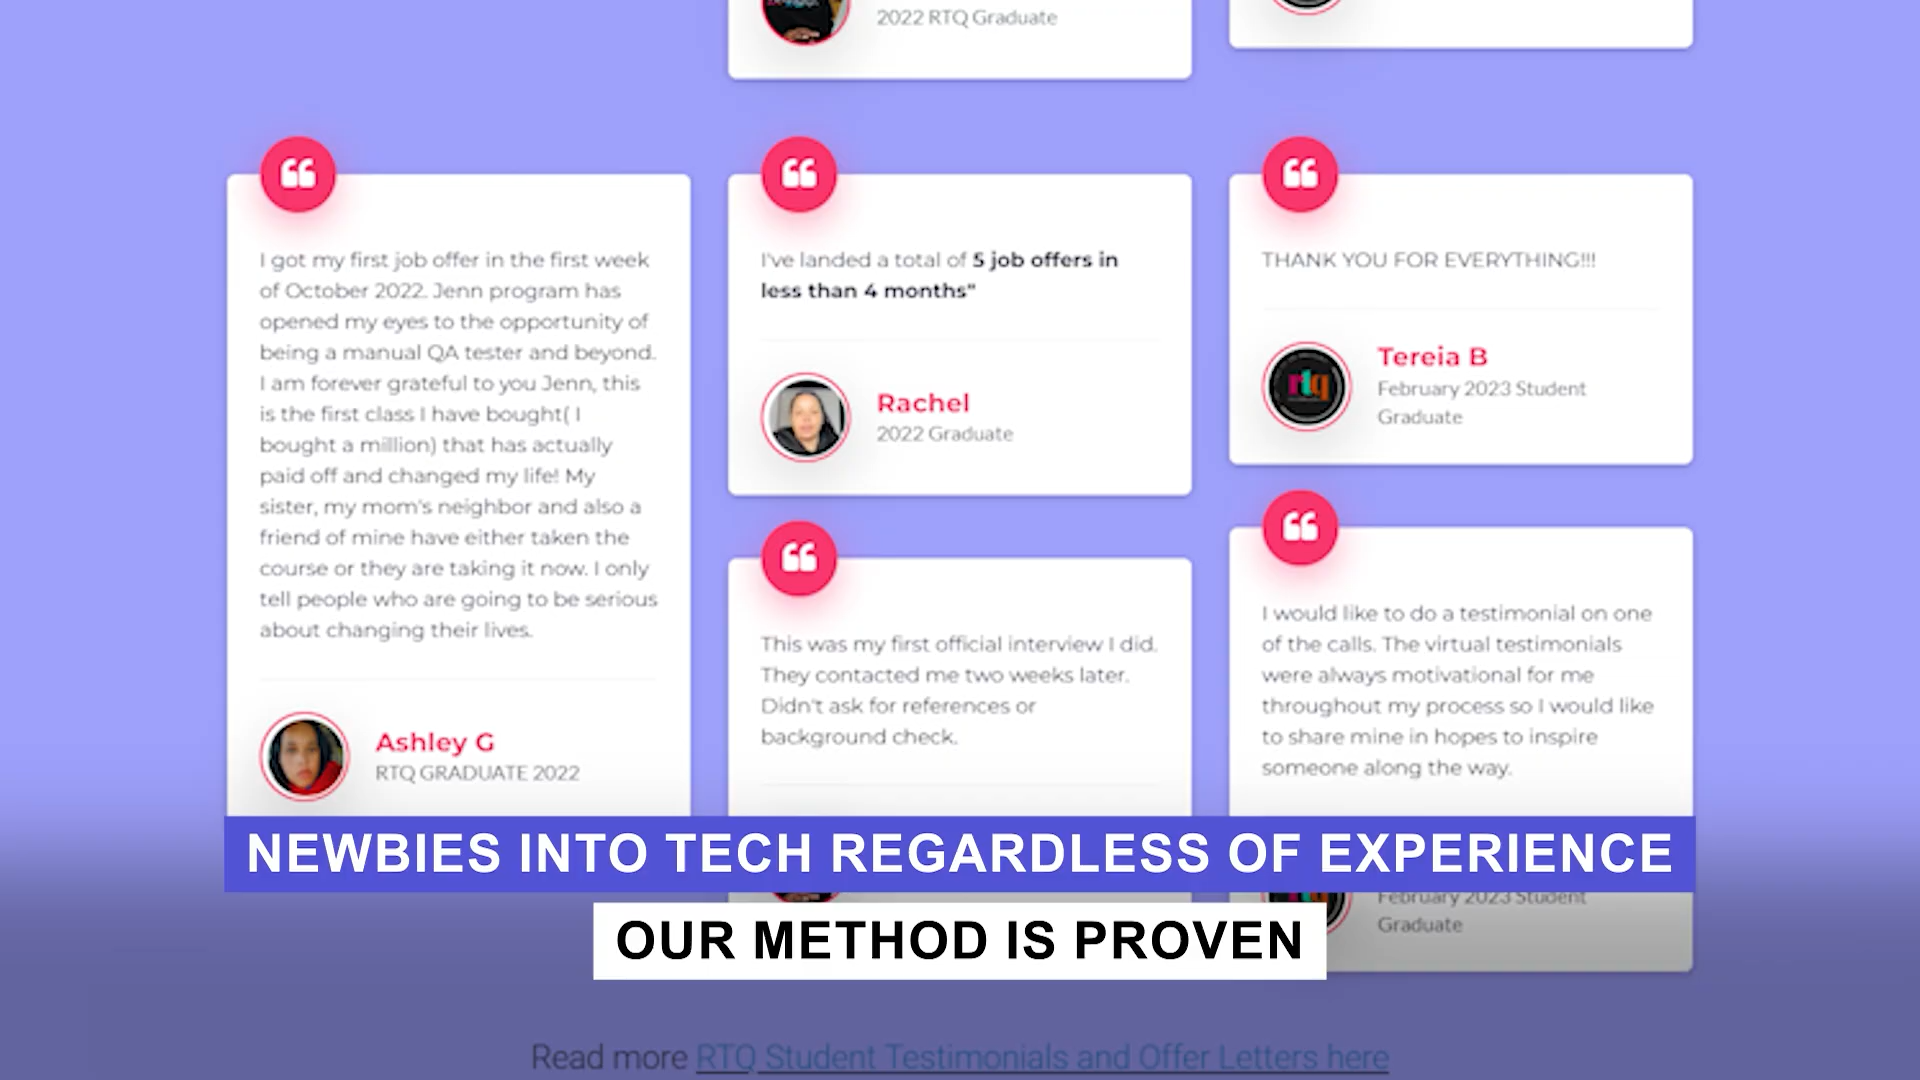 2022 RTQ Graduate
I got my first job offer in the first week
of October 2022. Jenn program has
opened my eyes to the opportunity of
being a manual QA tester and beyond.
I am forever grateful to you Jenn, this
is the first class I have bought( I
bought a million) that has actually
paid off and changed my life! My
sister, my mom's neighbor and also a
friend of mine have either taken the
course or they are taking it now. I only
tell people who are going to be serious
about changing their lives.
Ashley G
RTQ GRADUATE 2022
I've landed a total of 5 job offers in
less than 4 months"
Rachel
2022 Graduate
This was my first official interview I did.
They contacted me two weeks later.
Didn't ask for references or
background check.
THANK YOU FOR EVERYTHING!!!
rtq
Tereia B
February 2023 Student
Graduate
I would like to do a testimonial on one
of the calls. The virtual testimonials
were always motivational for me
throughout my process so I would like
to share mine in hopes to inspire
someone along the way.
February 2023 Student
Graduate
NEWBIES INTO TECH REGARDLESS OF EXPERIENCE
OUR METHOD IS PROVEN
Read more RTQ Student Testimonials and Offer Letters here